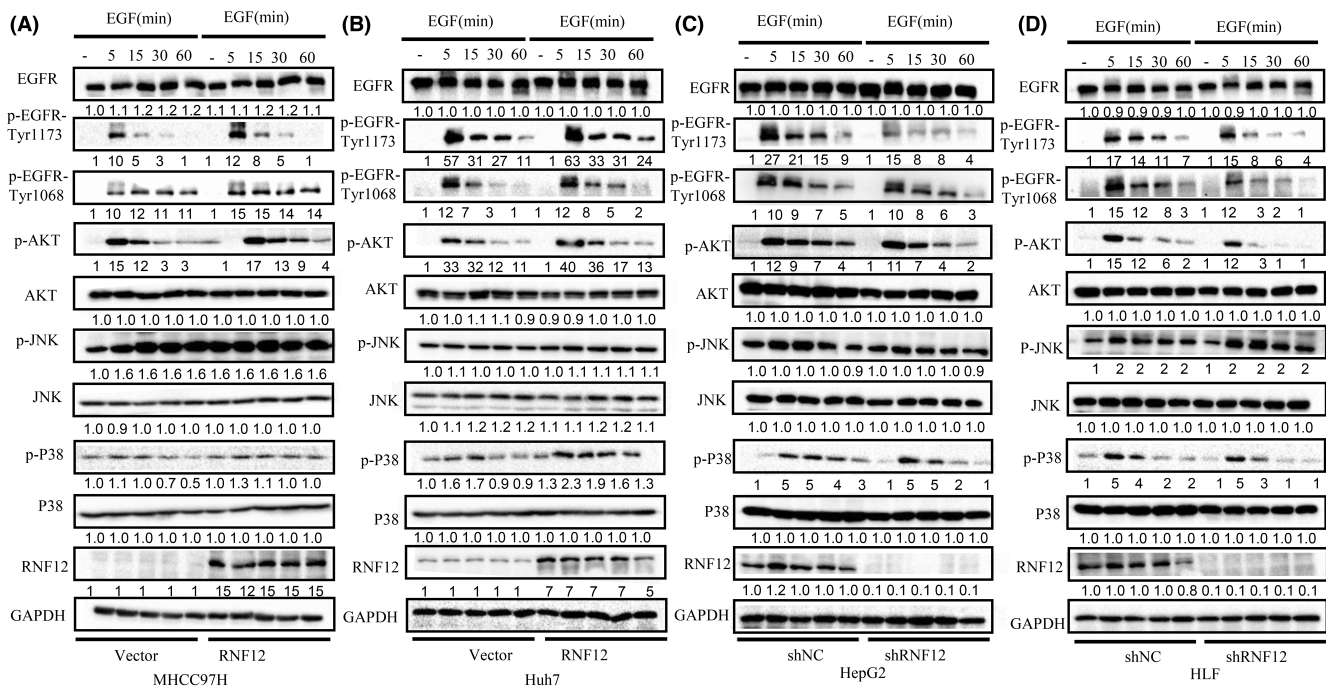 (A)
EGF(min)
- 5 15 30 60 - 5 15 30 60
EGFR
1.0 1.1 1.2 1.2 1.2 1.1 1.1 1.2 1.2 1.1
p-EGFR-
Tyr1173
1 10 5 3 1 1 12 8 5 1
p-EGFR-
Tyr1068
1 10 12 11 11 1 15 15 14 14
p-AKT
1 15 12 3 3 1 17 13 9 4
AKT
1.0 1.0 1.0 1.0 1.0 1.0 1.0 1.0 1.0 1.0
p-JNK
1.0 1.6 1.6 1.6 1.6 1.6 1.6 1.6 1.6 1.6
JNK
1.0 0.9 1.0 1.0 1.0 1.0 1.0 1.0 1.0 1.0
p-P38
1.0 1.1 1.0 0.7 0.5 1.0 1.3 1.1 1.0 1.0
P38
1.0 1.0 1.0 1.0 1.0 1.0 1.0 1.0 1.0 1.0
RNF12
1 1 1 1 1 15 12 15 15 15
GAPDH
Vector RNF12
MHCC97H
(B)
EGF(min)
- 5 15 30 60 - 5 15 30 60
EGFR
1.0 1.0 1.0 1.0 1.0 1.0 1.0 1.0 1.0 1.0
p-EGFR-
Tyr1173
1 57 31 27 11 1 63 33 31 24
p-EGFR-
Tyr1068
1 12 7 3 1 1 12 8 5 2
p-AKT
1 33 32 12 11 1 40 36 17 13
AKT
1.0 1.0 1.1 1.1 0.9 0.9 0.9 1.0 1.0 1.0
p-JNK
1.0 1.1 1.0 1.0 1.0 1.0 1.1 1.1 1.1 1.1
JNK
1.0 1.1 1.2 1.2 1.2 1.1 1.1 1.2 1.2 1.1
p-P38
1.0 1.6 1.7 0.9 0.9 1.3 2.3 1.9 1.6 1.3
P38
1.0 1.0 1.0 1.0 1.0 1.0 1.0 1.0 1.0 1.0
RNF12
1 1 1 1 1 7 7 7 7 5
GAPDH
Vector RNF12
Huh7
(C)
EGF(min)
- 5 15 30 60 - 5 15 30 60
EGFR
1.0 1.0 1.0 1.0 1.0 1.0 1.0 1.0 1.0 1.0
p-EGFR-
Tyr1173
1 27 21 15 9 1 15 8 8 4
p-EGFR-
Tyr1068
1 10 9 7 5 1 10 8 6 3
p-AKT
1 12 9 7 4 1 11 7 4 2
AKT
1.0 1.0 1.0 1.0 1.0 1.0 1.0 1.0 1.0 1.0
p-JNK
1.0 1.0 1.0 1.0 0.9 1.0 1.0 1.0 1.0 0.9
JNK
1.0 1.0 1.0 1.0 1.0 1.0 1.0 1.0 1.0 1.0
p-P38
1 5 5 4 3 1 5 5 2 1
P38
1.0 1.0 1.0 1.0 1.0 1.0 1.0 1.0 1.0 1.0
RNF12
1.0 1.2 1.0 1.0 1.0 0.1 0.1 0.1 0.1 0.1
GAPDH
shNC shRNF12
HepG2
(D)
EGF(min) EGF(min)
- 5 15 30 60 - 5 15 30 60
EGFR
1.0 0.9 0.9 1.0 1.0 1.0 0.9 1.0 1.0 1.0
p-EGFR-
Tyr1173
1 17 14 11 7 1 15 8 6 4
p-EGFR-
Tyr1068
1 15 12 8 3 1 12 3 2 1
P-AKT
1 15 12 6 2 1 12 3 1 1
AKT
1.0 1.0 1.0 1.0 1.0 1.0 1.0 1.0 1.0 1.0
P-JNK
1 2 2 2 2 1 2 2 2 2
JNK
1.0 1.0 1.0 1.0 1.0 1.0 1.0 1.0 1.0 1.0
p-P38
1 5 4 2 2 1 5 3 1 1
P38
1.0 1.0 1.0 1.0 1.0 1.0 1.0 1.0 1.0 1.0
RNF12
1.0 1.0 1.0 1.0 0.8 0.1 0.1 0.1 0.1 0.1
GAPDH
shNC shRNF12
HLF